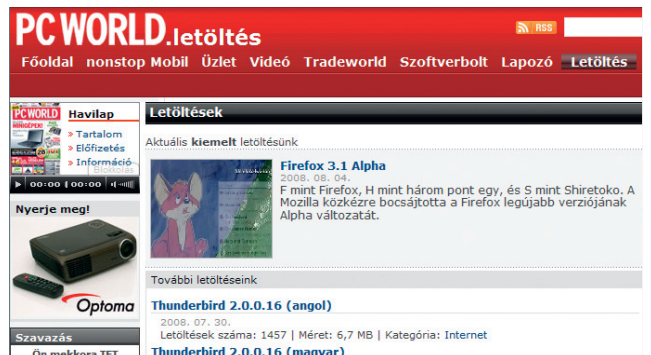 PC WORLD.letöltés
RSS
Főoldal nonstop Mobil Üzlet Videó Tradeworld Szoftverbolt Lapozó Letöltés
PC WORLD
Havilap
» Tartalom
» Előfizetés
» Információ
Blokkolás
00:00 00:00
Nyerje meg!
Optoma
Szavazás
Ön mekkora TFT
Letöltések
Aktuális kiemelt letöltésünk
Firefox 3.1 Alpha
2008. 08. 04.
F mint Firefox, H mint három pont egy, és S mint Shiretoko. A
Mozilla közkézre bocsájtotta a Firefox legújabb verziójának
Alpha változatát.
További letöltéseink
Thunderbird 2.0.0.16 (angol)
2008. 07. 30.
Letöltések száma: 1457 | Méret: 6,7 MB | Kategória: Internet
Thunderbird 2.0.0.16 (magyar)